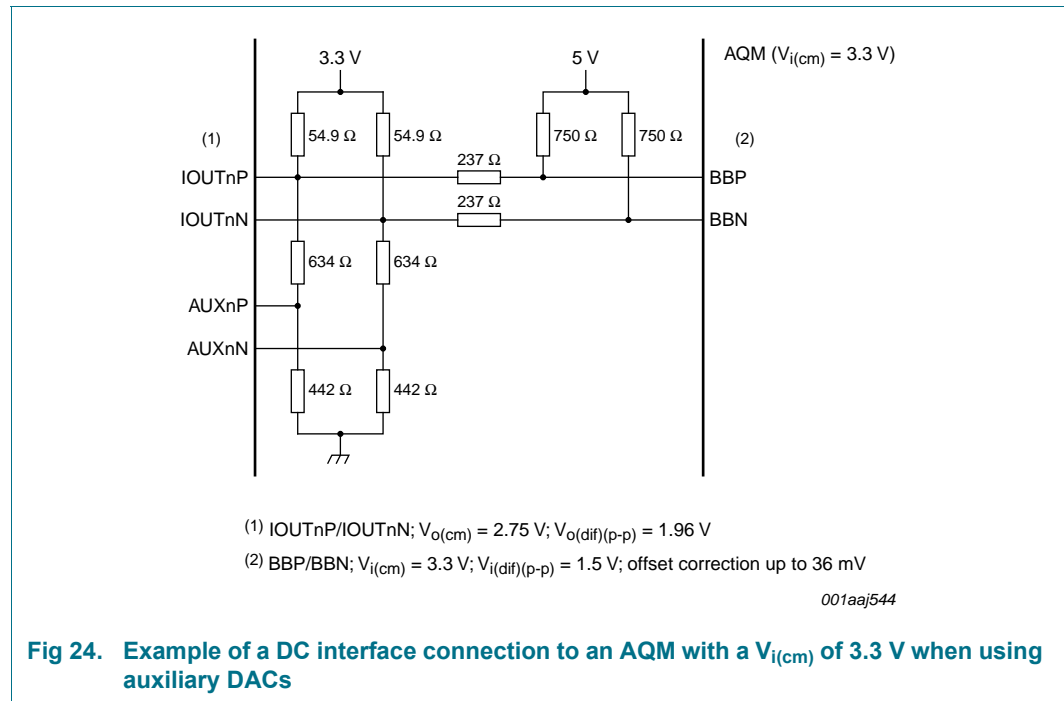 3.3 V
5 V
AQM (Vi(cm) = 3.3 V)
(1)
54.9 Ω
54.9 Ω
750 Ω
750 Ω
(2)
237 Ω
IOUTnP
BBP
237 Ω
IOUTnN
BBN
634 Ω
634 Ω
AUXnP
AUXnN
442 Ω
442 Ω
(1) IOUTnP/IOUTnN; Vo(cm) = 2.75 V; Vo(dif)(p-p) = 1.96 V
(2) BBP/BBN; Vi(cm) = 3.3 V; Vi(dif)(p-p) = 1.5 V; offset correction up to 36 mV
001aaj544
Fig 24. Example of a DC interface connection to an AQM with a Vi(cm) of 3.3 V when using
auxiliary DACs